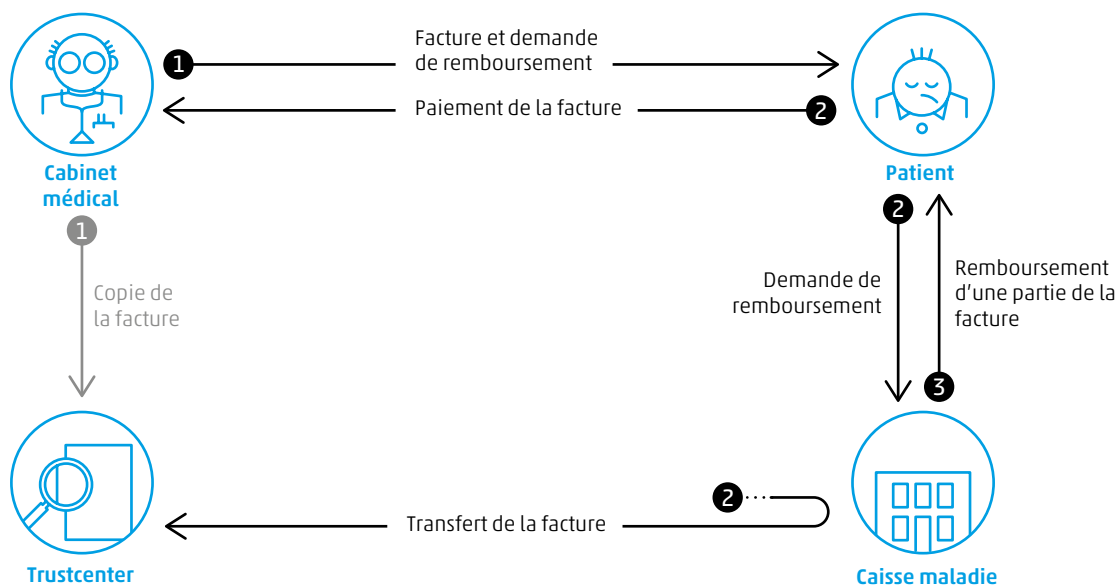 Facture et demande
de remboursement
1
Paiement de la facture
2
Cabinet
médical
Patient
1
2
Copie de
la facture
Demande de
remboursement
Remboursement
d'une partie de la
facture
3
2
Transfert de la facture
Trustcenter
Caisse maladie